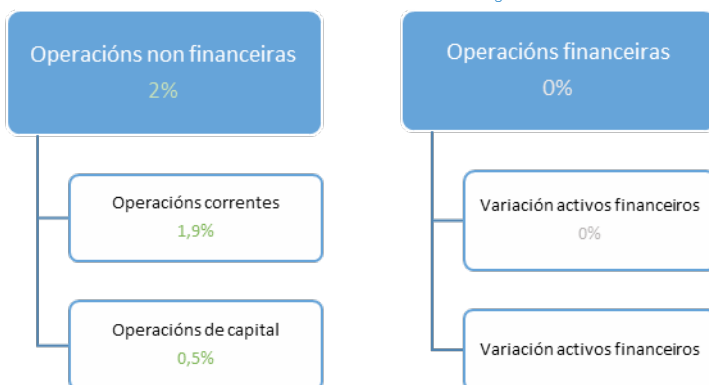 Operacións non financeiras
2%
Operacións correntes
1,9%
Operacións de capital
0,5%
Operacións financeiras
0%
Variación activos financeiros
0%
Variación activos financeiros